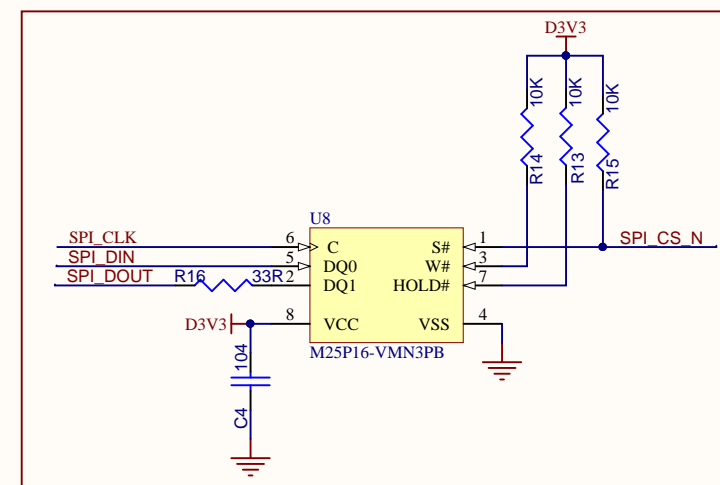 D3V3
10K
10K
10K
R14
R13
R15
U8
SPI_CLK 6 C S# 1 SPI_CS_N
SPI_DIN 5 DQ0 W# 3
SPI_DOUT R16 33R 2 DQ1 HOLD# 7
D3V3 8 VCC VSS 4
M25P16-VMN3PB
104
C4